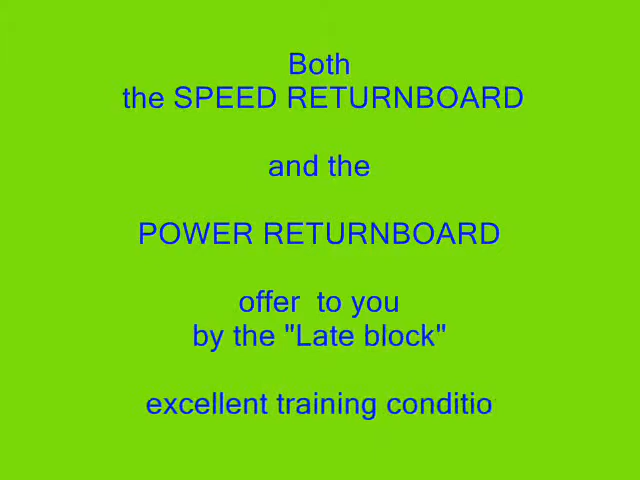 Both
the SPEED RETURNBOARD
and the
POWER RETURNBOARD
offer  to you
by the "Late block"
excellent training conditio